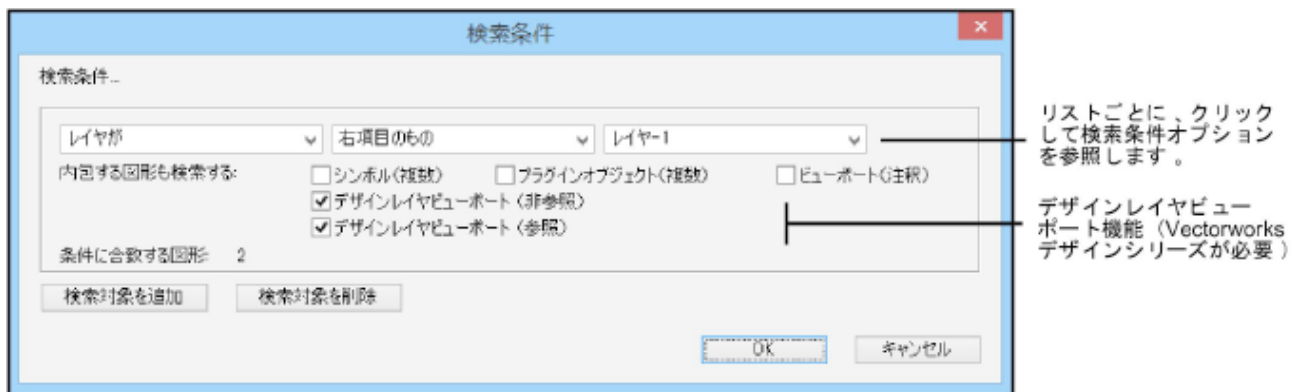 検索条件
検索条件...
レイヤが 右項目のもの レイヤ-1
内包する図形も検索する: シンボル(複数) プラグインオブジェクト(複数) ビューポート(注釈)
デザインレイヤビューポート(非参照)
デザインレイヤビューポート(参照)
条件に合致する図形: 2
検索対象を追加 検索対象を削除
OK キャンセル
リストごとに、クリック
して検索条件オプション
を参照します。
デザインレイヤビュー
ポート機能(Vectorworks
デザインシリーズが必要)